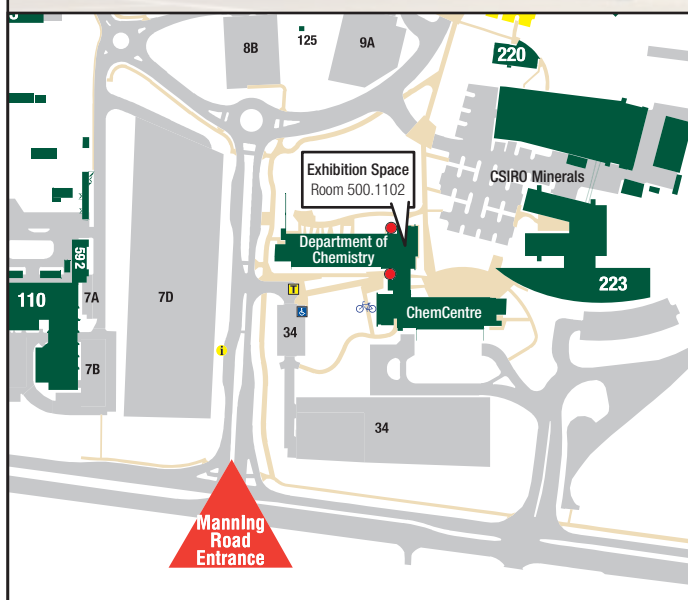 8B
125
9A
220
CSIRO Minerals
Exhibition Space
Room 500.1102
Department of
Chemistry
592
110
7A
7D
T
223
ChemCentre
34
i
7B
34
Manning
Road
Entrance